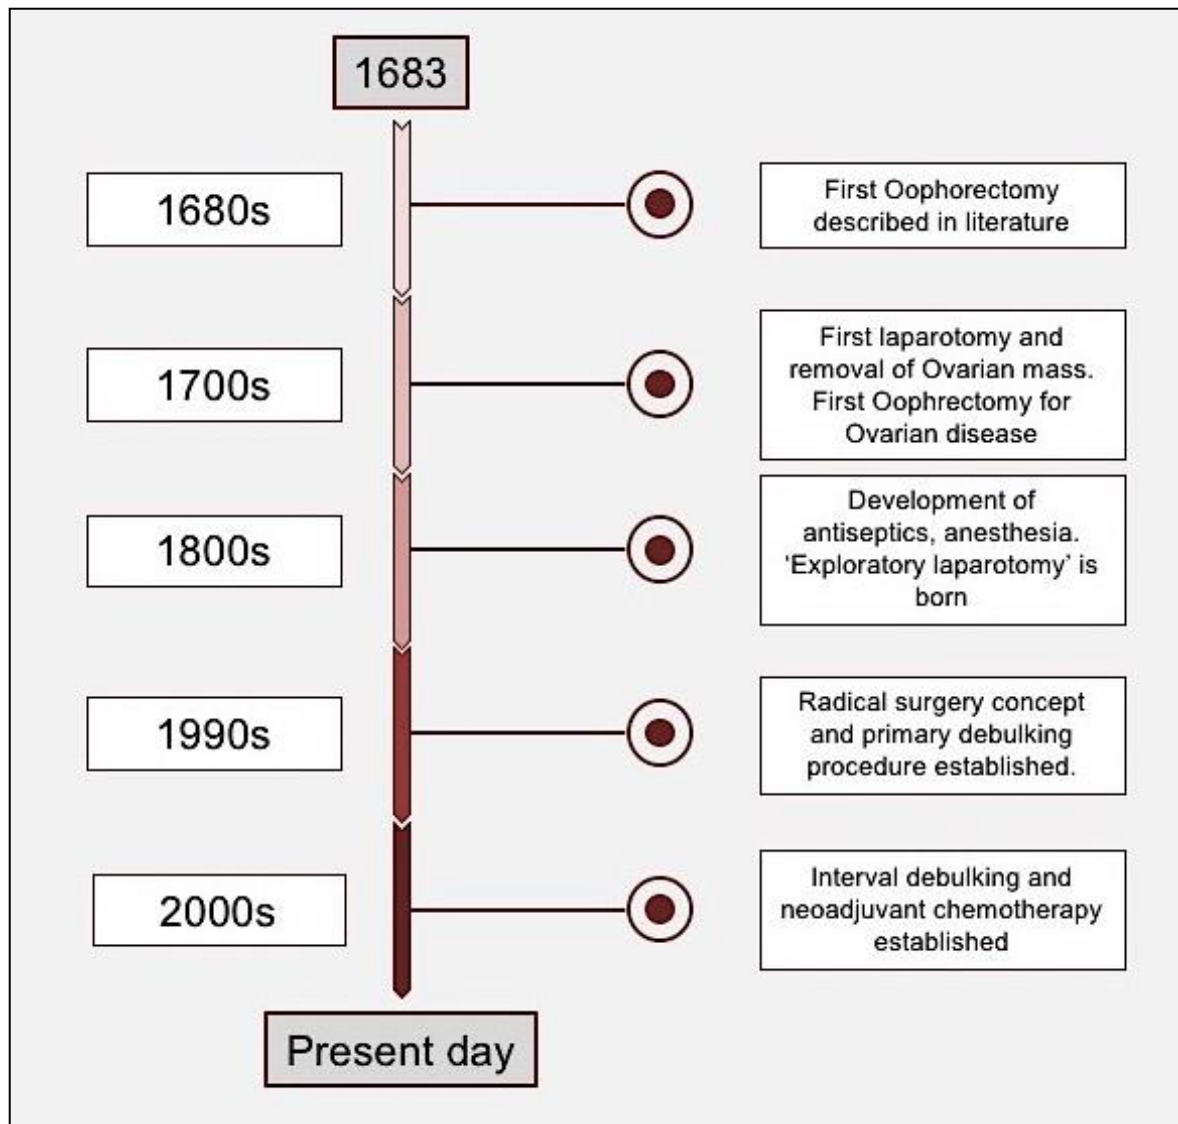 1683
1680s
First Oophorectomy
described in literature
1700s
First laparotomy and
removal of Ovarian mass.
First Oophrectomy for
Ovarian disease
1800s
Development of
antiseptics, anesthesia.
‘Exploratory laparotomy’ is
born
1990s
Radical surgery concept
and primary debulking
procedure established.
2000s
Interval debulking and
neoadjuvant chemotherapy
established
Present day